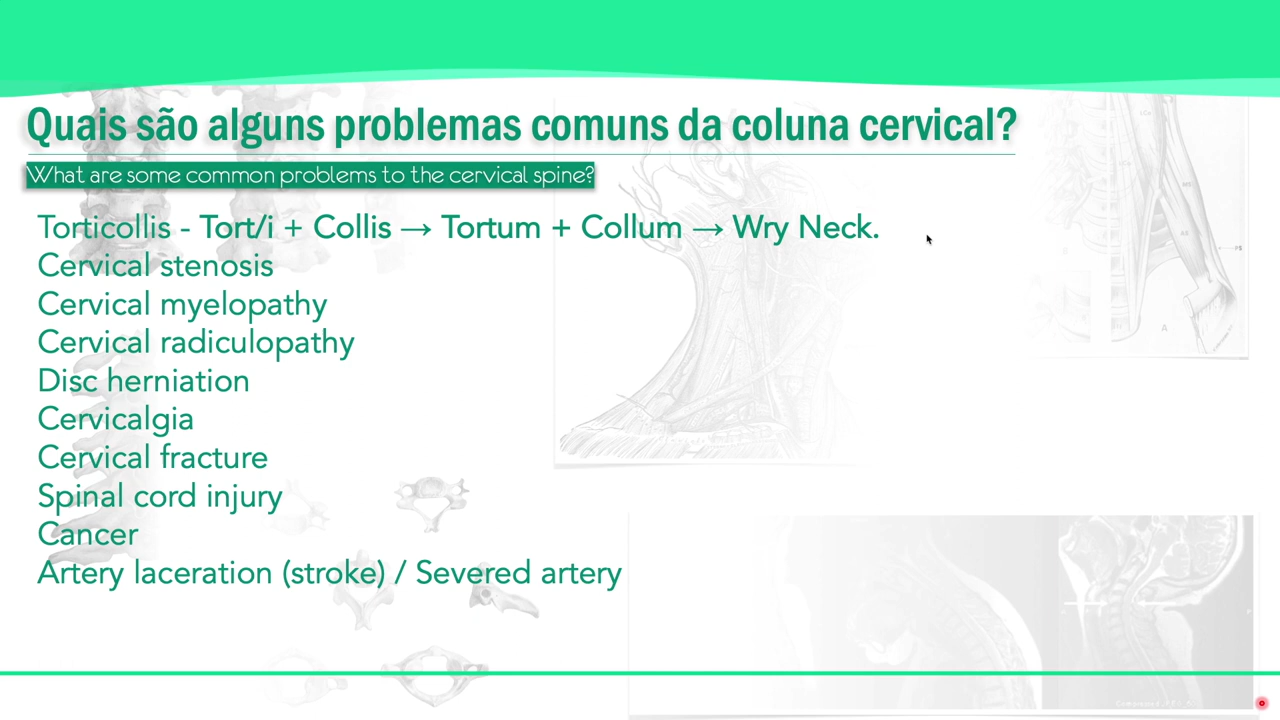 Quais são alguns problemas comuns da coluna cervical?
What are some common problems to the cervical spine?
Torticollis - Tort/i + Collis → Tortum + Collum → Wry Neck.
Cervical stenosis
Cervical myelopathy
Cervical radiculopathy
Disc herniation
Cervicalgia
Cervical fracture
Spinal cord injury
Cancer
Artery laceration (stroke) / Severed artery
A